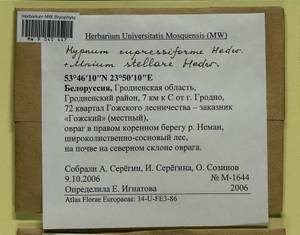 Herbarium MW, Bryophyta
Herbarium Universitatis Mosquensis (MW)
Hypnum cupressiforme Hedw.
+ Mnium stellare Hedw.
53°46'10"N 23°50'10"E
Белоруссия, Гродненская область,
Гродненский район, 7 км к С от г. Гродно,
72 квартал Гожского лесничества – заказник
«Гожский» (местный),
овраг в правом коренном берегу р. Неман,
широколиственно-сосновый лес,
на почве на северном склоне оврага.
Собрали А. Серёгин, И. Серёгина, О. Созинов
9.10.2006 № M-1644
Определила Е. Игнатова 2006
Atlas Florae Europaeae: 34-U-FE3-86